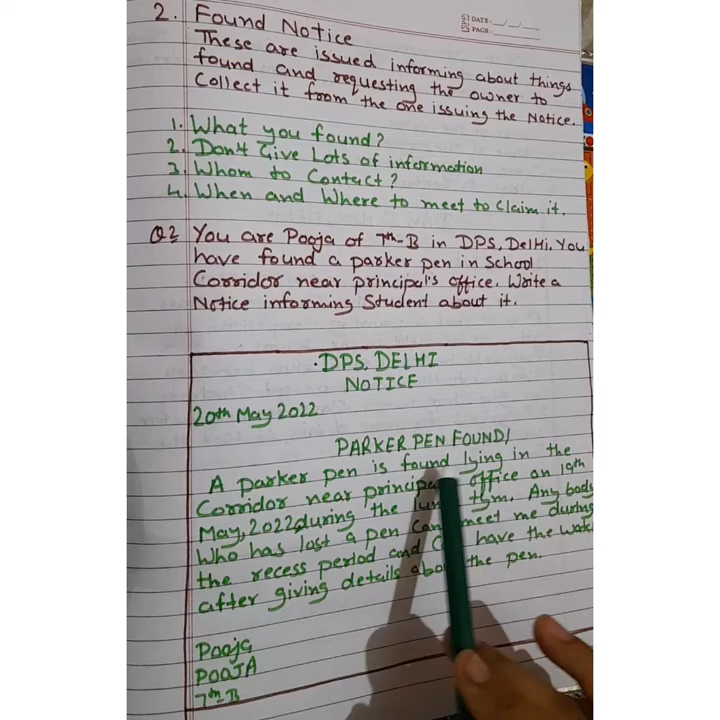 DATE: __/__/__
PAGE:
2. Found Notice
These are issued informing about things
found and requesting the owner to
Collect it from the one issuing the Notice.
1. What you found?
2. Don't Give Lots of information
3. Whom to Contact?
4. When and Where to meet to Claim it.
Q2 You are Pooja of 7th-B in DPS, DelHi. You
have found a parker pen in School
Corridor near principal's office. Write a
Notice informing Student about it.
DPS, DELHI
NOTICE
20th May 2022
PARKER PEN FOUND!
A parker pen is found lying in the
Corridor near office on 19th
May, 2022, during the Any body
Who has lost a pen Can meet me during
the recess period and have the
after giving details the pen.
Pooja
POOJA
7th-B